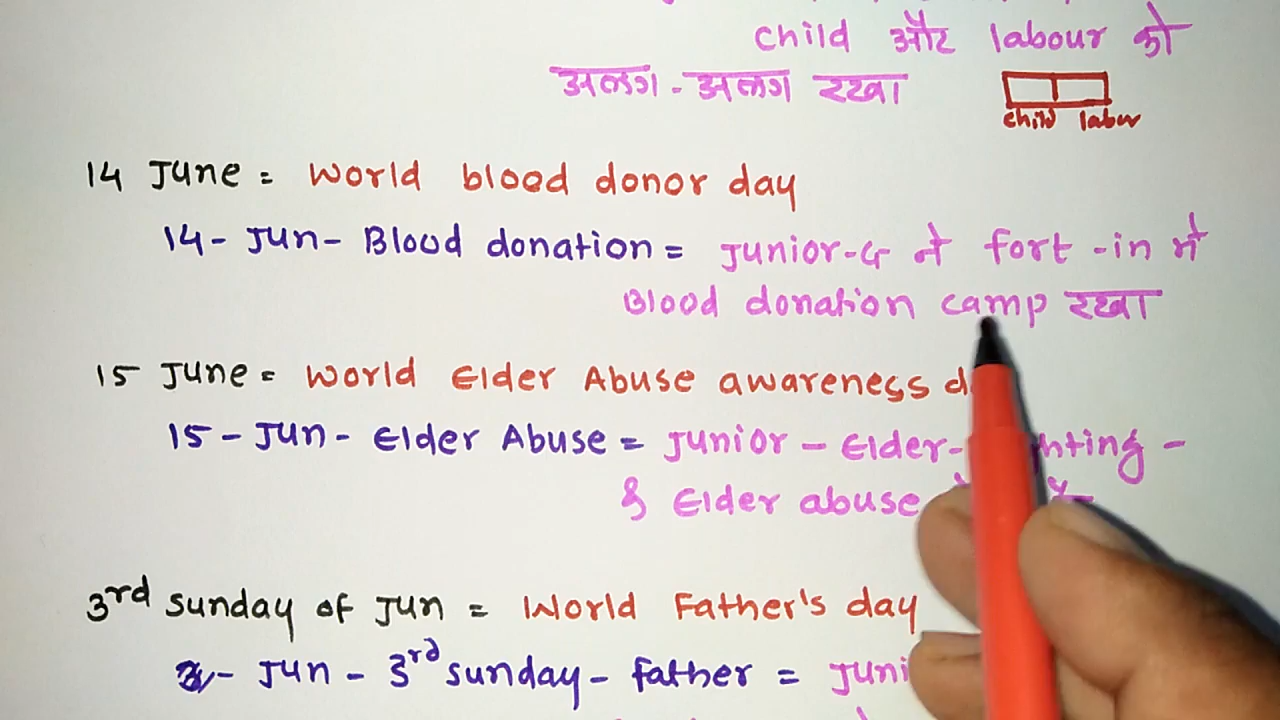 child और labour को
अलग - अलग रखा
child labur
14 June = World blood donor day
14 - Jun - Blood donation = Junior-G ने fort -in में
Blood donation camp रखा
15 June = World Elder Abuse awareness
15 - Jun - Elder Abuse = Junior - Elder-
& Elder abuse
3rd sunday of Jun = World Father's day
- Jun - 3rd sunday - father =